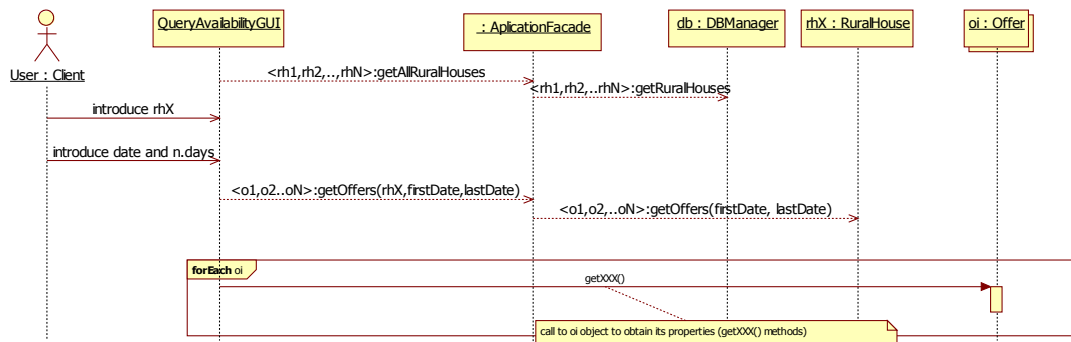 QueryAvailabilityGUI
: AplicationFacade
db : DBManager
rhX : RuralHouse
oi : Offer
User : Client
<rh1,rh2,..,rhN>:getAllRuralHouses
<rh1,rh2,..rhN>:getRuralHouses
introduce rhX
introduce date and n.days
<o1,o2..oN>:getOffers(rhX,firstDate,lastDate)
<o1,o2,..oN>:getOffers(firstDate, lastDate)
forEach oi
getXXX()
call to oi object to obtain its properties (getXXX() methods)